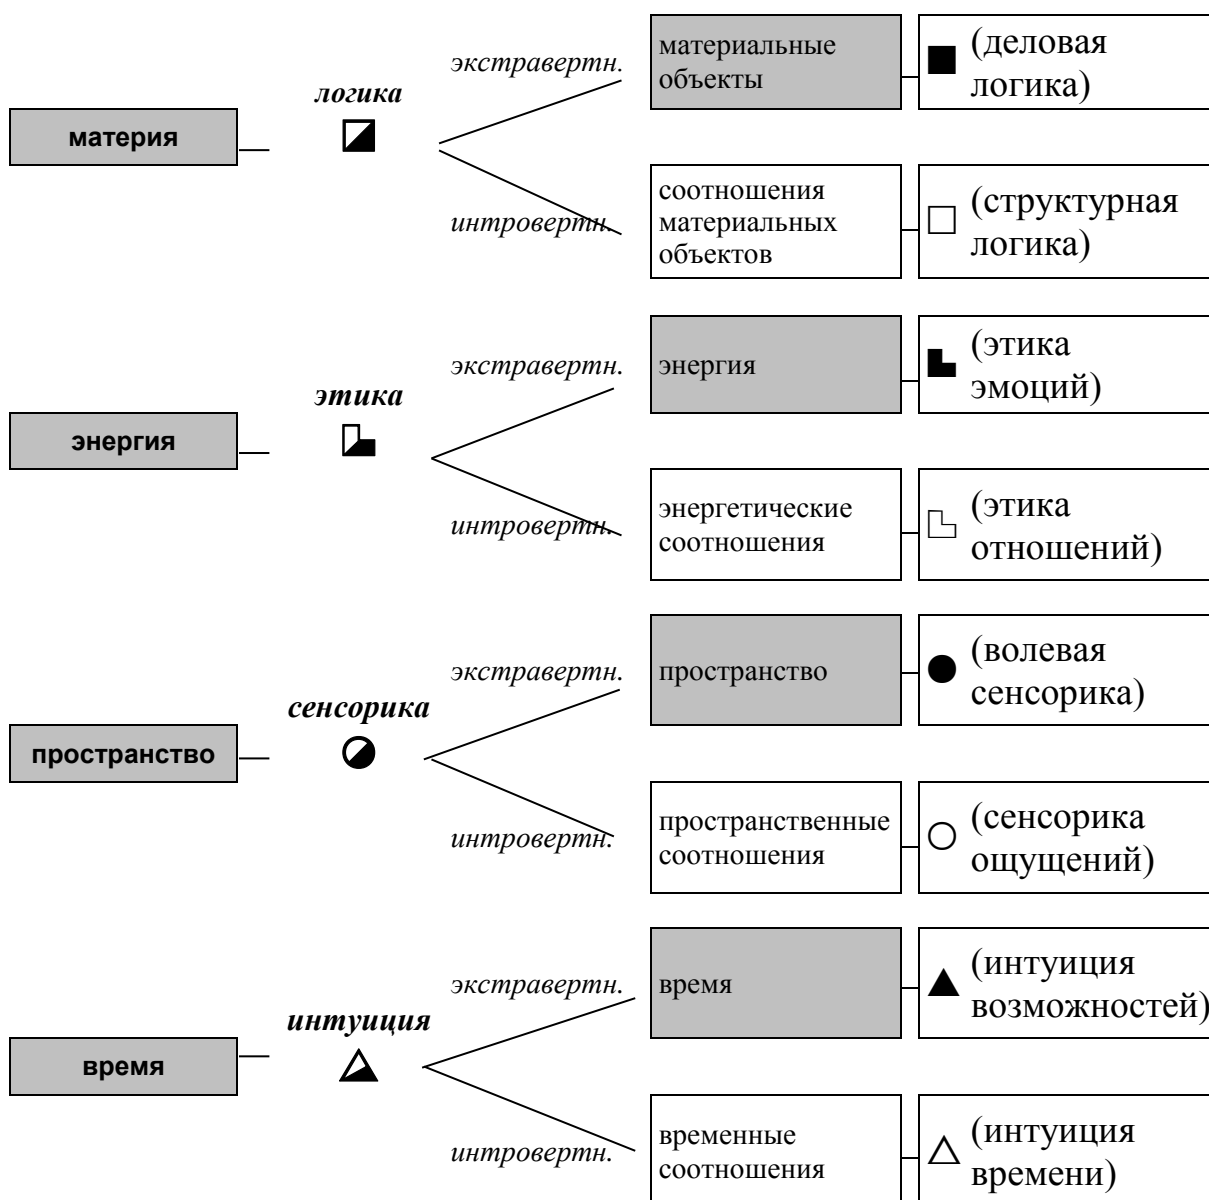 материя
логика
экстравертн.
интровертн.
материальные
объекты
(деловая
логика)
соотношения
материальных
объектов
(структурная
логика)
энергия
этика
экстравертн.
интровертн.
энергия
(этика
эмоций)
энергетические
соотношения
(этика
отношений)
пространство
сенсорика
экстравертн.
интровертн.
пространство
(волевая
сенсорика)
пространственные
соотношения
(сенсорика
ощущений)
время
интуиция
экстравертн.
интровертн.
время
(интуиция
возможностей)
временные
соотношения
(интуиция
времени)